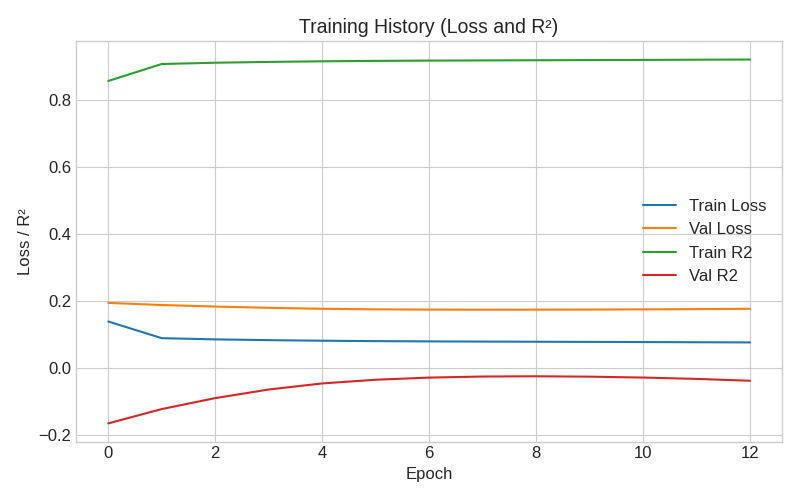 Training History (Loss and R²)
Loss / R²
0.8
0.6
0.4
0.2
0.0
−0.2
0
2
4
6
8
10
12
Epoch
Train Loss
Val Loss
Train R2
Val R2